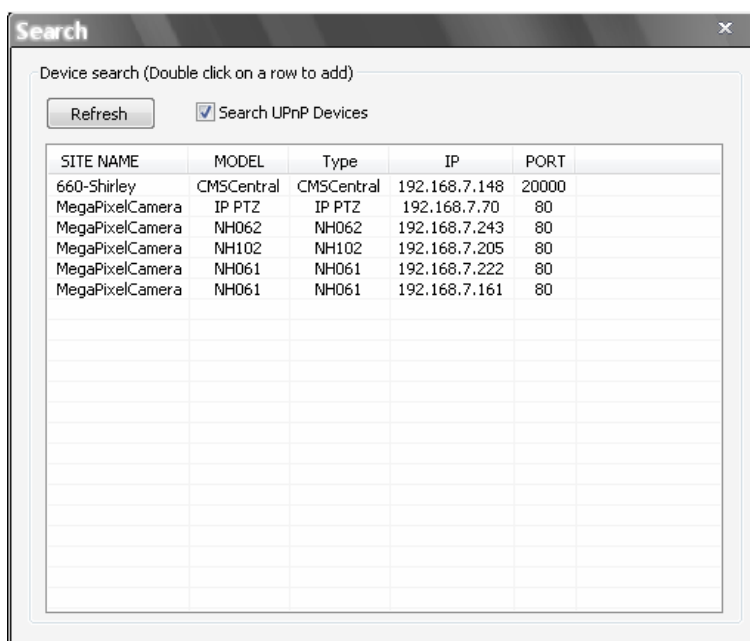 Search
Device search (Double click on a row to add)
Refresh Search UPnP Devices
SITE NAME MODEL Type IP PORT
660-Shirley CMSCentral CMSCentral 192.168.7.148 20000
MegaPixelCamera IP PTZ IP PTZ 192.168.7.70 80
MegaPixelCamera NH062 NH062 192.168.7.243 80
MegaPixelCamera NH102 NH102 192.168.7.205 80
MegaPixelCamera NH061 NH061 192.168.7.222 80
MegaPixelCamera NH061 NH061 192.168.7.161 80